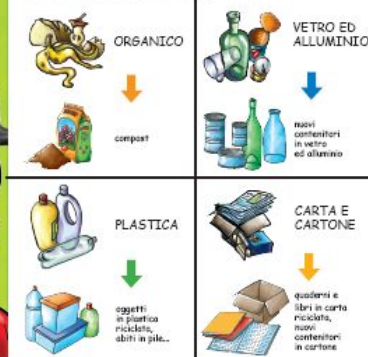 ORGANICO
compost
VETRO ED
ALLUMINIO
nuovi
contenitori
in vetro
ed alluminio
PLASTICA
oggetti
in plastica
riciclata,
abiti in pile...
CARTA E
CARTONE
quaderni e
libri in carta
riciclata,
nuovi
contenitori
in cartone